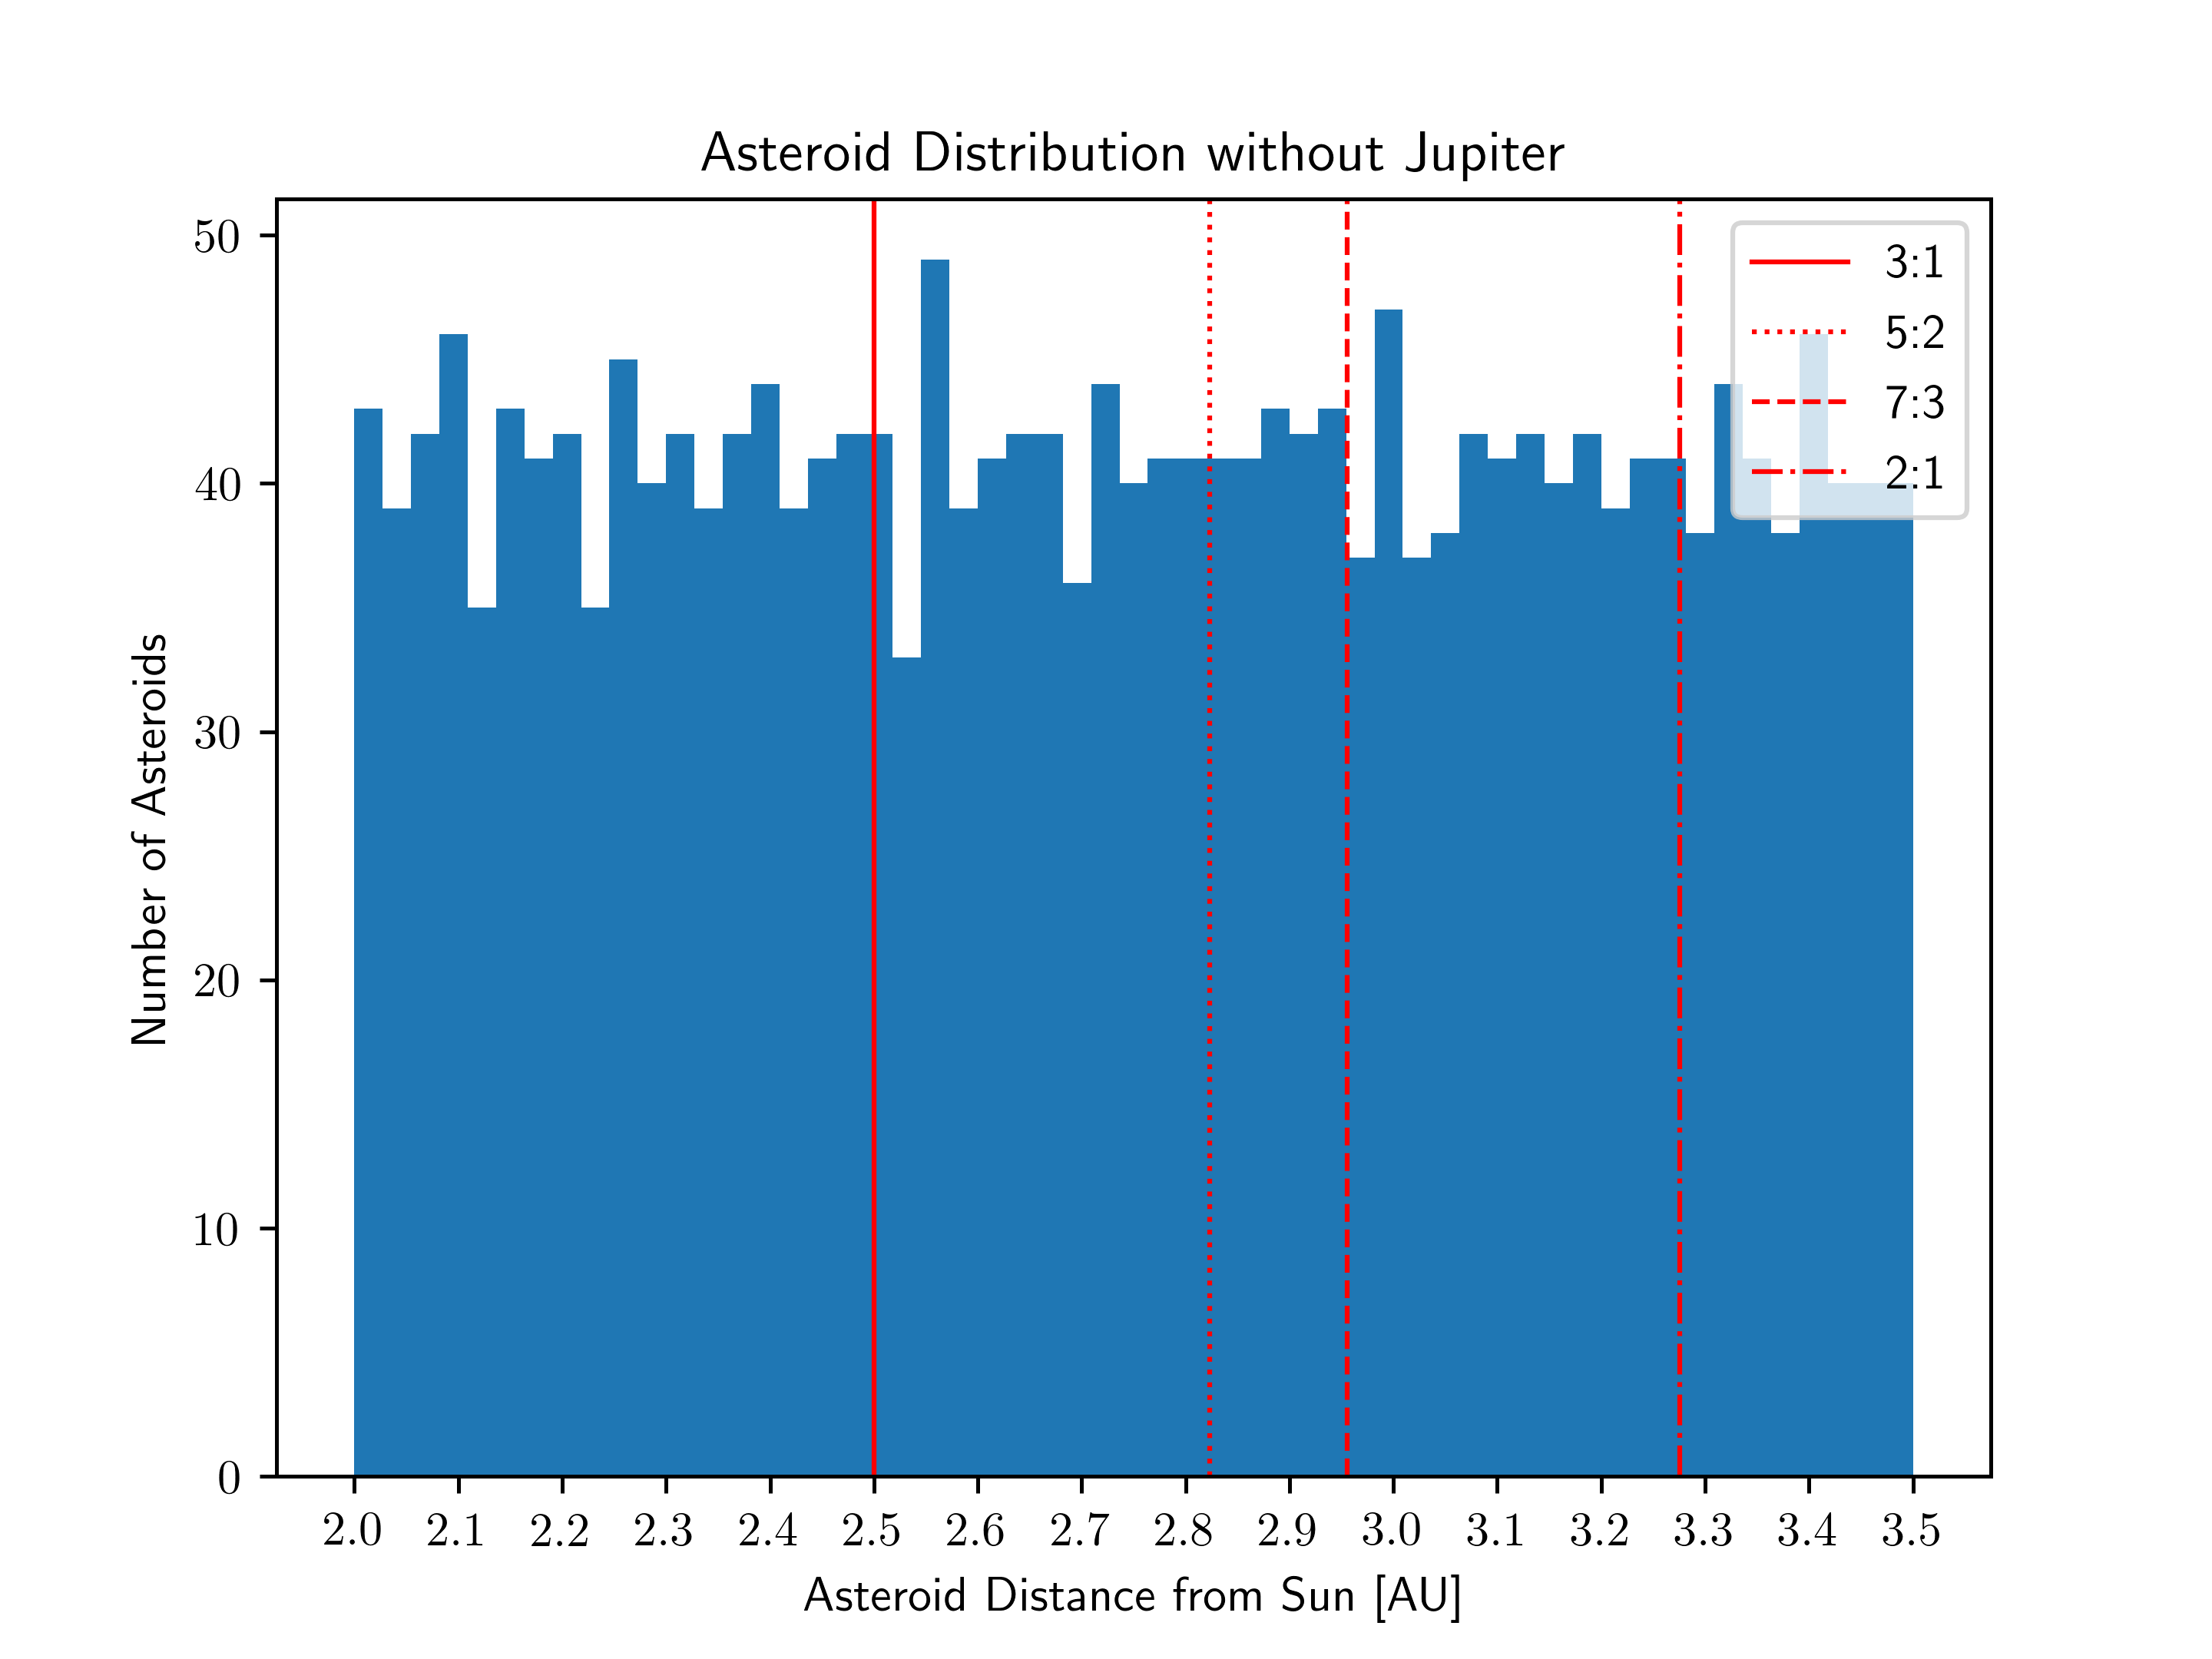 Asteroid Distribution without Jupiter
50
40
30
20
10
0
Number of Asteroids
3:1
5:2
7:3
2:1
2.0 2.1 2.2 2.3 2.4 2.5 2.6 2.7 2.8 2.9 3.0 3.1 3.2 3.3 3.4 3.5
Asteroid Distance from Sun [AU]